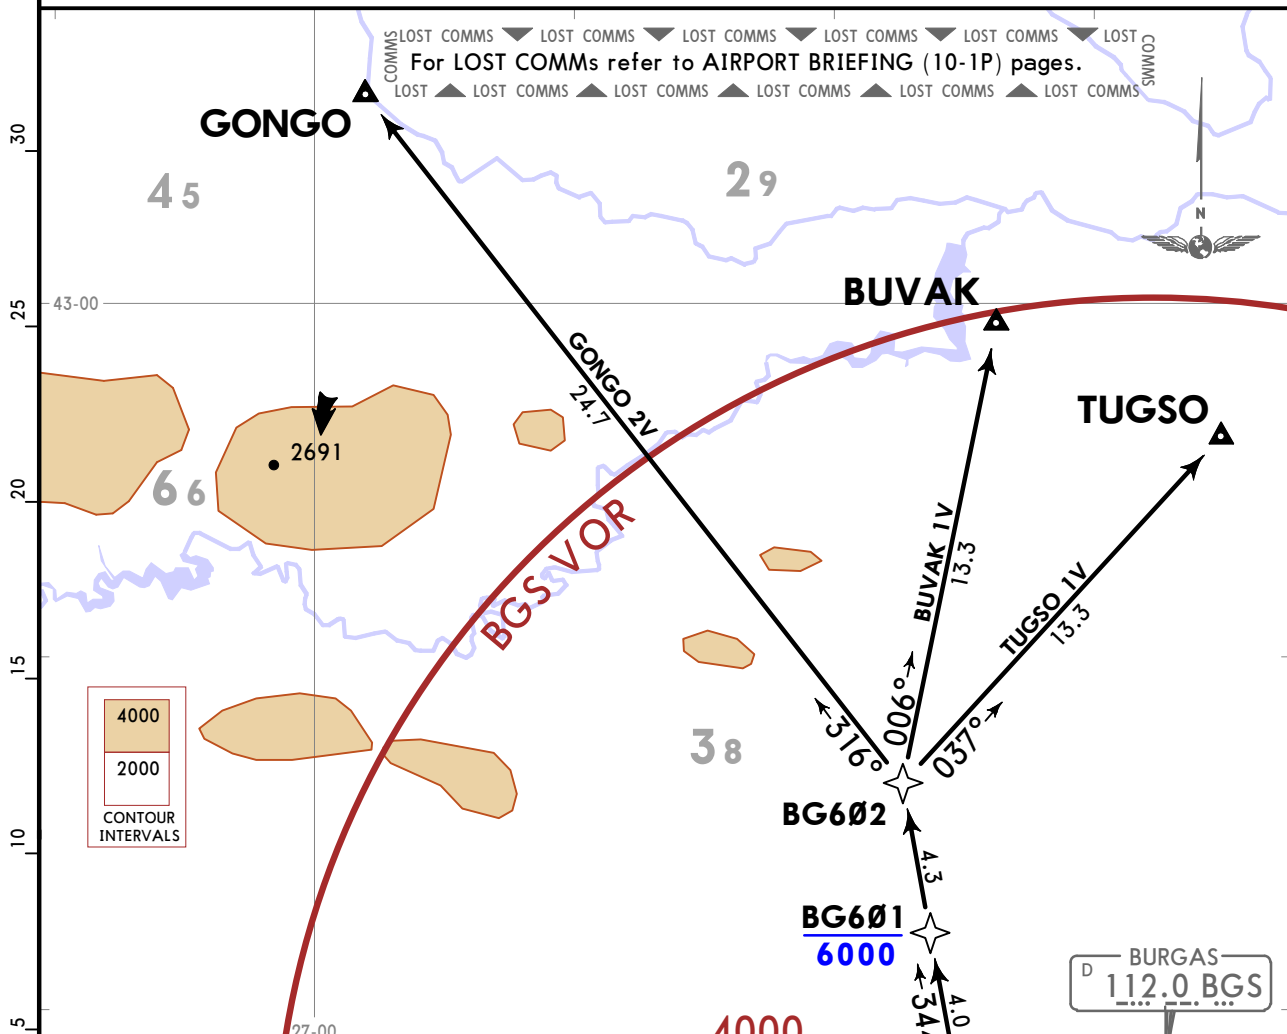 LOST COMMS LOST COMMS LOST COMMS LOST COMMS LOST COMMS LOST
COMMS
For LOST COMMs refer to AIRPORT BRIEFING (10-1P) pages.
COMMS
LOST LOST COMMS LOST COMMS LOST COMMS LOST COMMS LOST COMMS
GONGO
30
45
29
N
43-00
25
BUVAK
GONGO 2V
24.7
TUGSO
2691
66
20
BGS VOR
BUVAK 1V
13.3
TUGSO 1V
13.3
15
4000
2000
CONTOUR
INTERVALS
38
316°
006°
037°
BG6Ø2
10
4.3
BG6Ø1
6000
BURGAS
D 112.0 BGS
4.0
5
27-00
4000